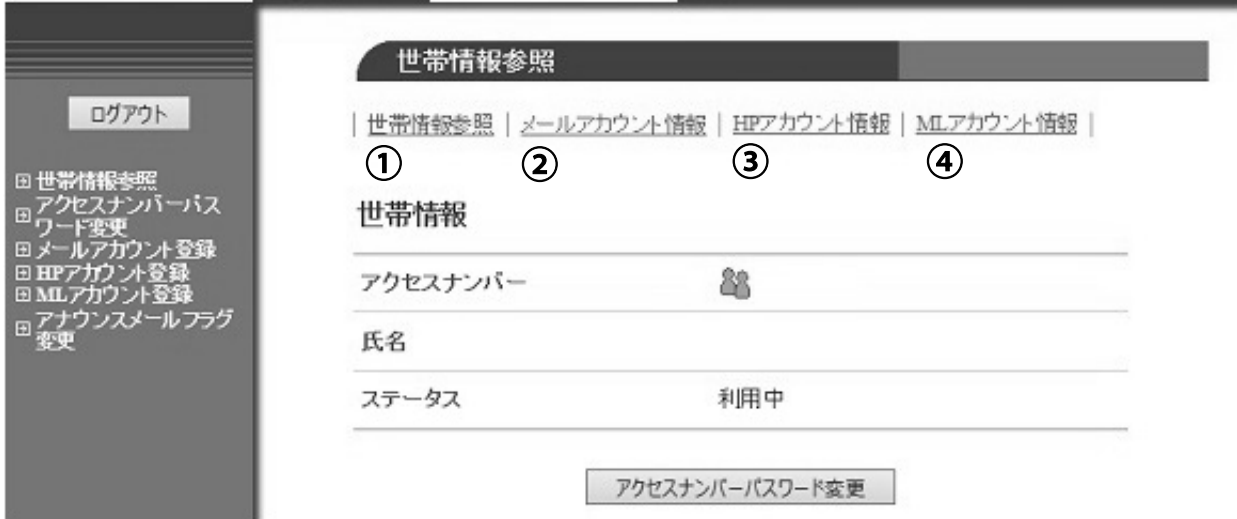 世帯情報参照
ログアウト
| 世帯情報参照 | メールアカウント情報 | HPアカウント情報 | MLアカウント情報 |
① ② ③ ④
世帯情報参照
アクセスナンバーパス
ワード変更
メールアカウント登録
HPアカウント登録
MLアカウント登録
アナウンスメールフラグ
変更
世帯情報
アクセスナンバー
氏名
ステータス 利用中
アクセスナンバーパスワード変更